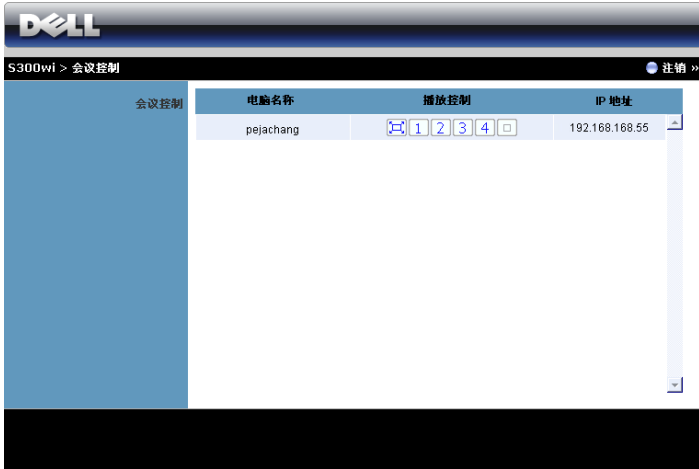 DELL
S300wi > 会议控制
注销 »
会议控制
电脑名称 播放控制 IP 地址
pejachang 1 2 3 4 192.168.168.55